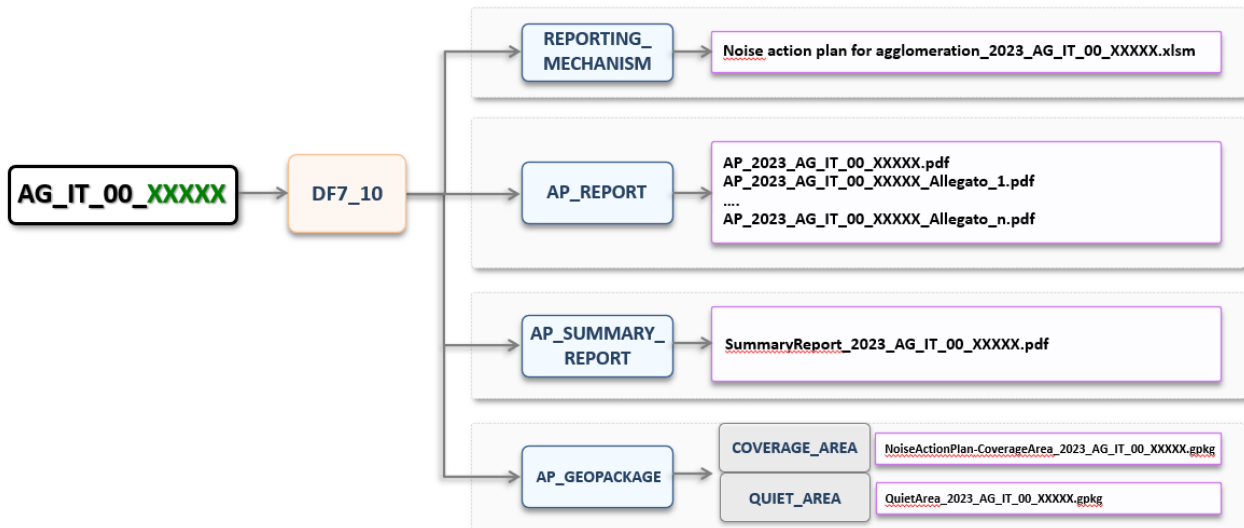 AG_IT_00_XXXXX
DF7_10
REPORTING_
MECHANISM
Noise action plan for agglomeration_2023_AG_IT_00_XXXXX.xlsm
AP_REPORT
AP_2023_AG_IT_00_XXXXX.pdf
AP_2023_AG_IT_00_XXXXX_Allegato_1.pdf
....
AP_2023_AG_IT_00_XXXXX_Allegato_n.pdf
AP_SUMMARY_
REPORT
SummaryReport_2023_AG_IT_00_XXXXX.pdf
AP_GEOPACKAGE
COVERAGE_AREA
NoiseActionPlan-CoverageArea_2023_AG_IT_00_XXXXX.gpkg
QUIET_AREA
QuietArea_2023_AG_IT_00_XXXXX.gpkg